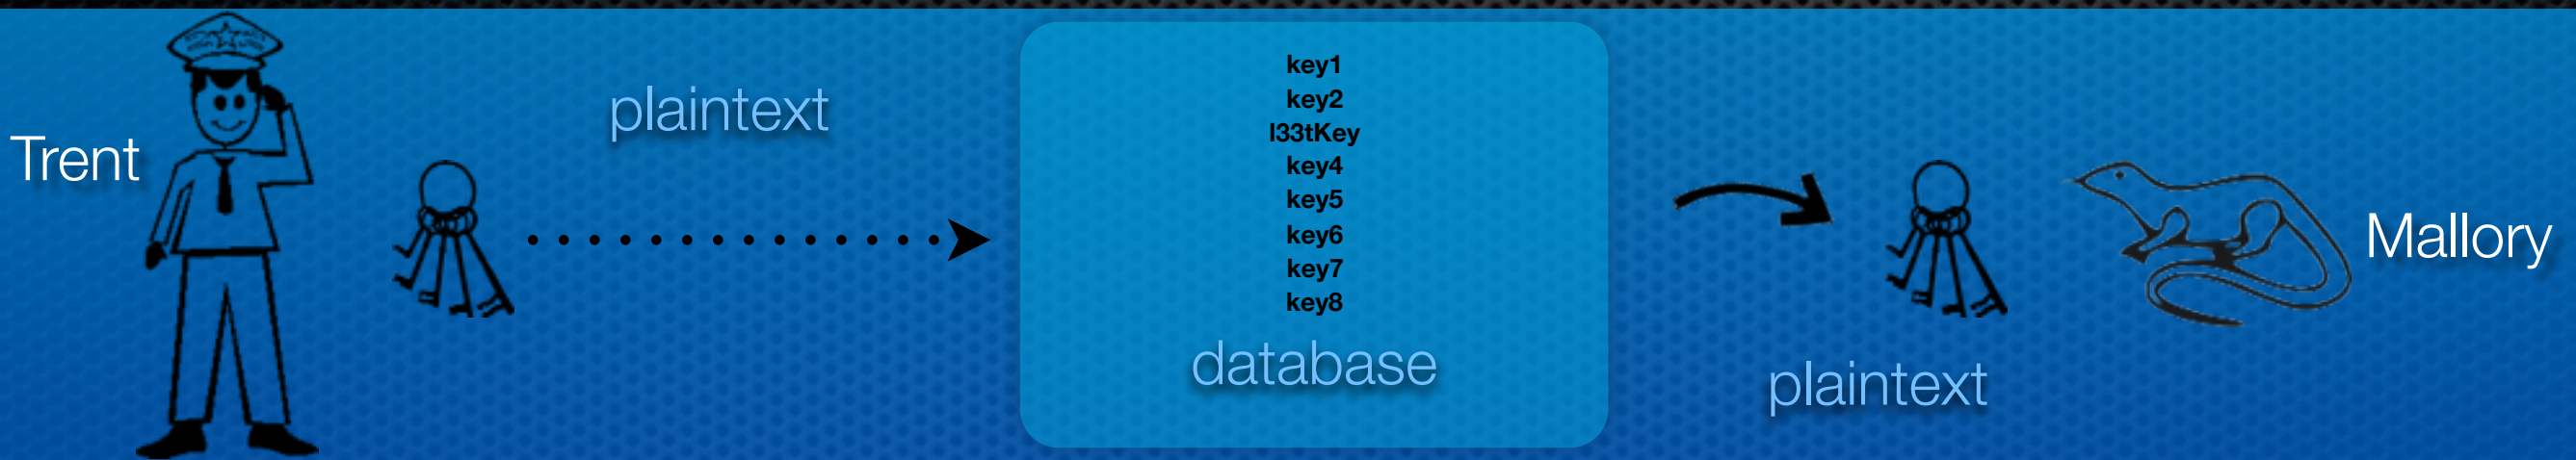 Trent
plaintext
key1
key2
l33tKey
key4
key5
key6
key7
key8
database
plaintext
Mallory